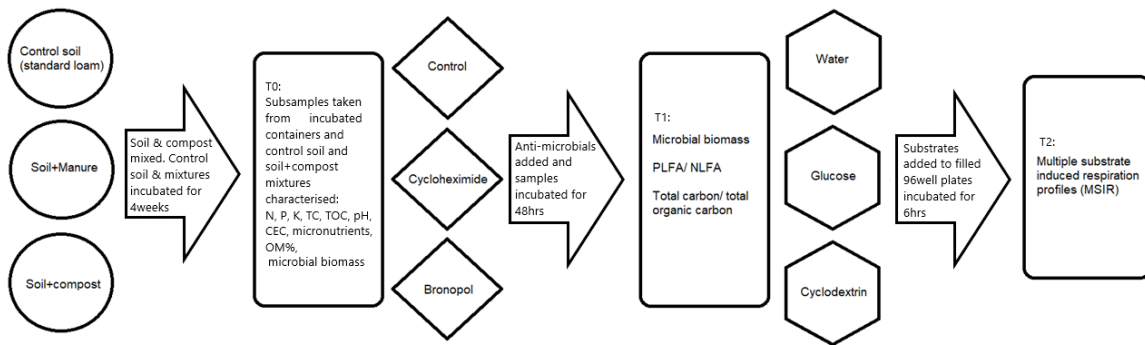 Control soil
(standard loam)
Soil+Manure
Soil+compost
Soil & compost
mixed. Control
soil & mixtures
incubated for
4weeks
T0:
Subsamples taken
from incubated
containers and
control soil and
soil+compost
mixtures
characterised:
N, P, K, TC, TOC, pH,
CEC, micronutrients,
OM%,
microbial biomass
Control
Cycloheximide
Bronopol
Anti-microbials
added and
samples
incubated for
48hrs
T1:
Microbial biomass
PLFA/ NLFA
Total carbon/ total
organic carbon
Water
Glucose
Cyclodextrin
Substrates
added to filled
96well plates
incubated for
6hrs
T2:
Multiple substrate
induced respiration
profiles (MSIR)